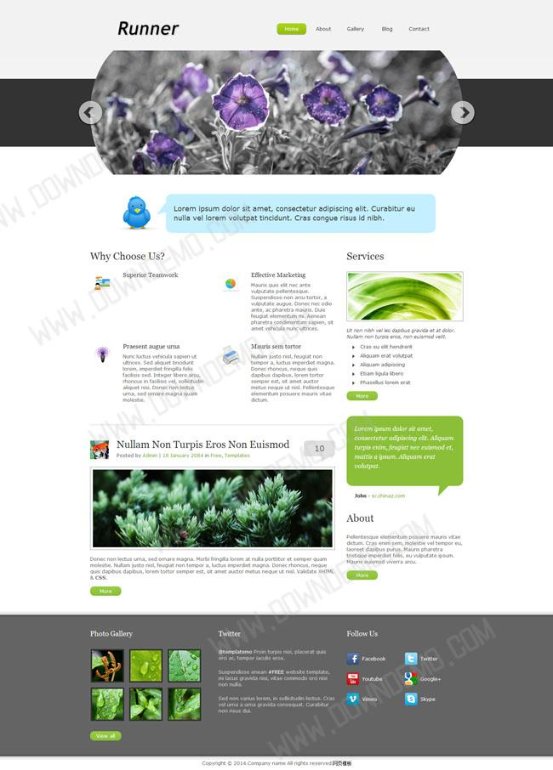 Runner
Home About Gallery Blog Contact
Lorem ipsum dolor sit amet, consectetur adipiscing elit. Curabitur eu
nulla vel lorem volutpat tincidunt. Cras congue risus id nibh.
Why Choose Us?
Superior Teamwork
Effective Marketing
Mauris quis elit nec ante
vulputate pellentesque.
Suspendisse non arcu tortor, a
vulputate augue. Donec nec odio
ante, ac pharetra mauris. Duis
feugiat elementum mi. Aenean
pharetra condimentum sapien, sit
amet vehicula nunc ultrices.
Praesent augue urna
Nunc luctus vehicula sapien ut
ultrices. Sed aliquet tincidunt
lorem, imperdiet fringilla felis
facilisis sed. Integer libero arcu,
rhoncus in facilisis vel, sollicitudin
aliquet nisi. Donec non lectus
urna, sed ornare magna quam
molestie.
Mauris sem tortor
Nullam justo nisl, feugiat non
tempor a, luctus imperdiet magna.
Donec rhoncus, neque quis
dapibus dapibus, lorem tortor
semper est, sit amet auctor
metus neque ut nisl. Pellentesque
elementum posuere mauris vitae
dictum.
Services
Ut non nibh vel leo dapibus gravida et at dolor.
Nullam non turpis eros, non euismod velit.
Cras eu elit hendrerit
Aliquam erat volutpat
Aliquam adipiscing
Etiam ligula libero
Phasellus lorem erat
More
Nullam Non Turpis Eros Non Euismod
Posted by Admin | 16 January 2084 in Free, Templates
10
Donec non lectus urna, sed ornare magna. Morbi fringilla lorem at nulla porttitor et semper quam
molestie. Nullam justo nisl, feugiat non tempor a, luctus imperdiet magna. Donec rhoncus, neque
quis dapibus dapibus, lorem tortor semper est, sit amet auctor metus neque ut nisl. Validate XHTML
& CSS.
More
Lorem ipsum dolor sit amet,
consectetur adipiscing elit. Aliquam
turpis enim, feugiat nec euismod et,
mattis a ipsum. Aliquam erat
volutpat
Jobs - sc.chinaz.com
About
Pellentesque elementum posuere mauris vitae
dictum. Cras enim sem, molestie vel tempor eu,
laoreet dapibus purus. Mauris pharetra
tristique imperdiet felis, eu vulputate ipsum.
Mauris euismod viverra arcu.
More
Photo Gallery
View all
Twitter
@templatemo Proin turpis nisi, placerat quis
orci ac, tempor iaculis eros.
Suspendisse ornare #FREE website template,
mi lacus gravida nisi, vitae commodo orci nisi
non nulla.
Sed non varius lorem, in sollicitudin lectus. Cras
vel urna a urna gravida consequat. Curabitur
non risus dui.
Follow Us
Facebook Twitter
Youtube Google+
Vimeo Skype
Copyright © 2016.Company name All rights reserved.网页模板
WWW.DOWNDEMO.COM